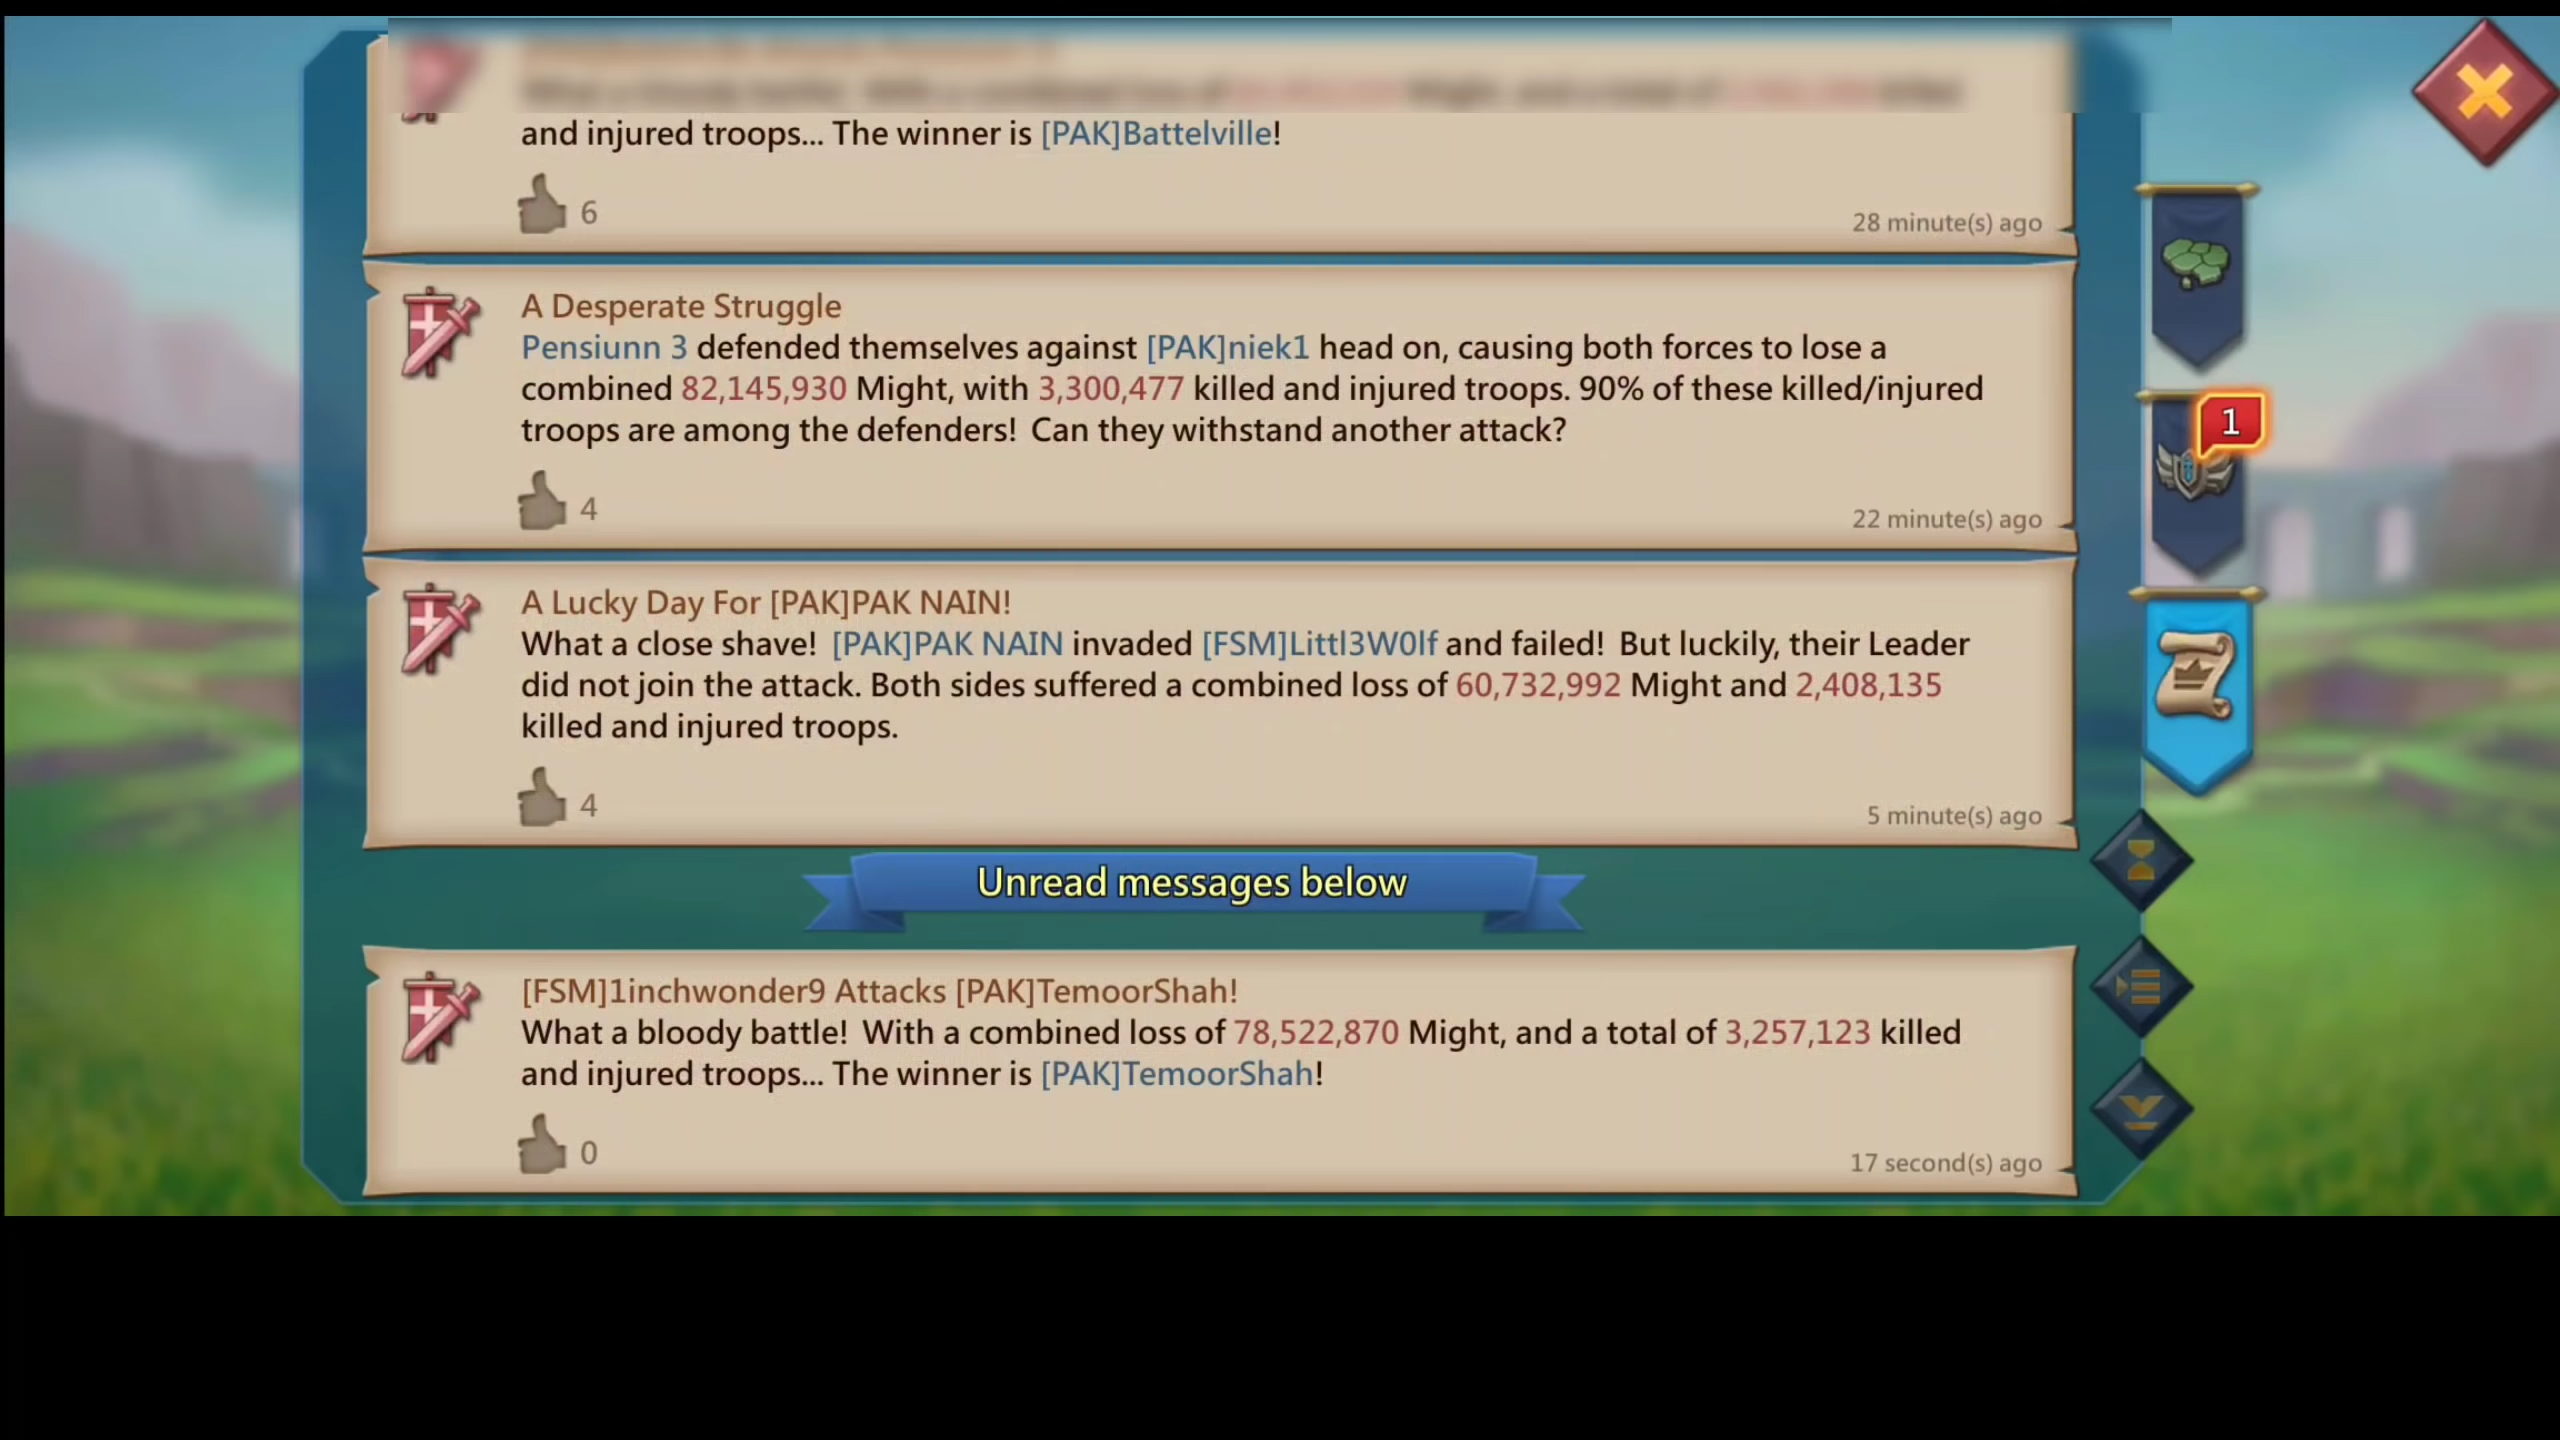 and injured troops... The winner is [PAK]Battelville!
6
28 minute(s) ago
A Desperate Struggle
Pensiunn 3 defended themselves against [PAK]niek1 head on, causing both forces to lose a
combined 82,145,930 Might, with 3,300,477 killed and injured troops. 90% of these killed/injured
troops are among the defenders! Can they withstand another attack?
4
22 minute(s) ago
1
A Lucky Day For [PAK]PAK NAIN!
What a close shave! [PAK]PAK NAIN invaded [FSM]Littl3W0lf and failed! But luckily, their Leader
did not join the attack. Both sides suffered a combined loss of 60,732,992 Might and 2,408,135
killed and injured troops.
4
5 minute(s) ago
Unread messages below
[FSM]1inchwonder9 Attacks [PAK]TemoorShah!
What a bloody battle! With a combined loss of 78,522,870 Might, and a total of 3,257,123 killed
and injured troops... The winner is [PAK]TemoorShah!
0
17 second(s) ago